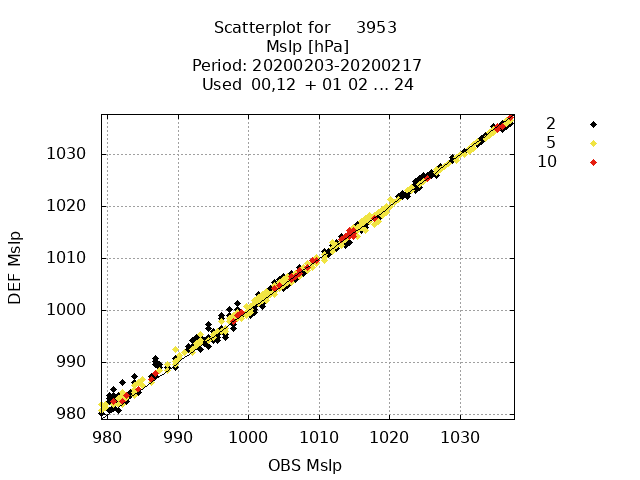 Scatterplot for 3953
Mslp [hPa]
Period: 20200203-20200217
Used 00,12 + 01 02 ... 24
2
5
10
1030
1020
1010
1000
990
980
DEF Mslp
980 990 1000 1010 1020 1030
OBS Mslp